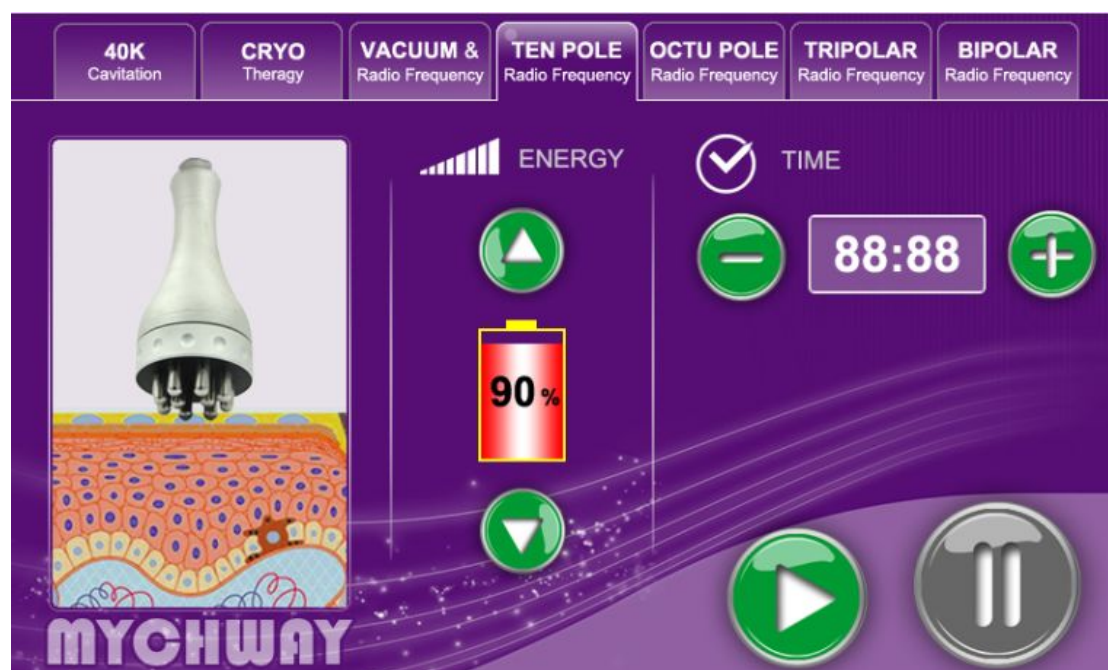 40K
Cavitation
CRYO
Theragy
VACUUM &
Radio Frequency
TEN POLE
Radio Frequency
OCTU POLE
Radio Frequency
TRIPOLAR
Radio Frequency
BIPOLAR
Radio Frequency
ENERGY
TIME
88:88
90 %
MYCHWAY